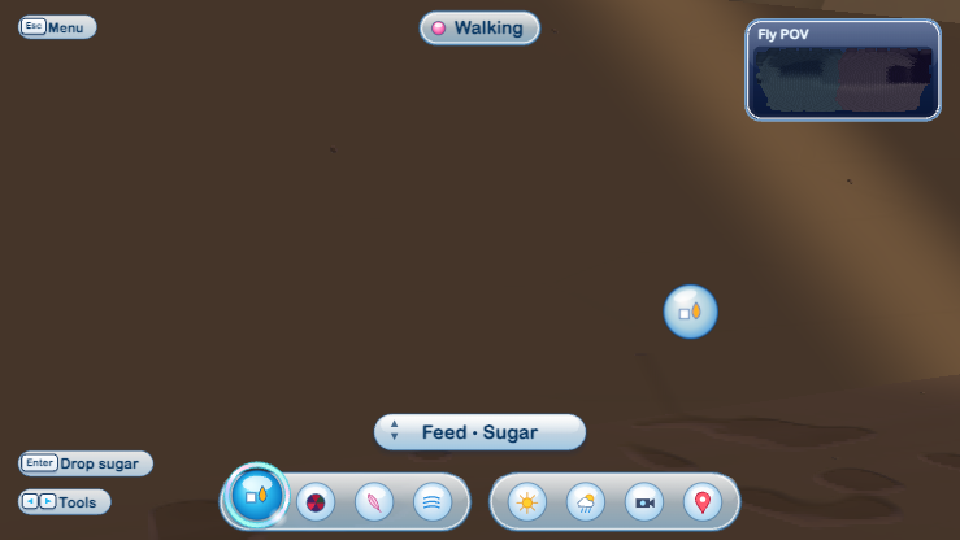 Esc Menu
Walking
Fly POV
Feed · Sugar
Enter Drop sugar
Tools